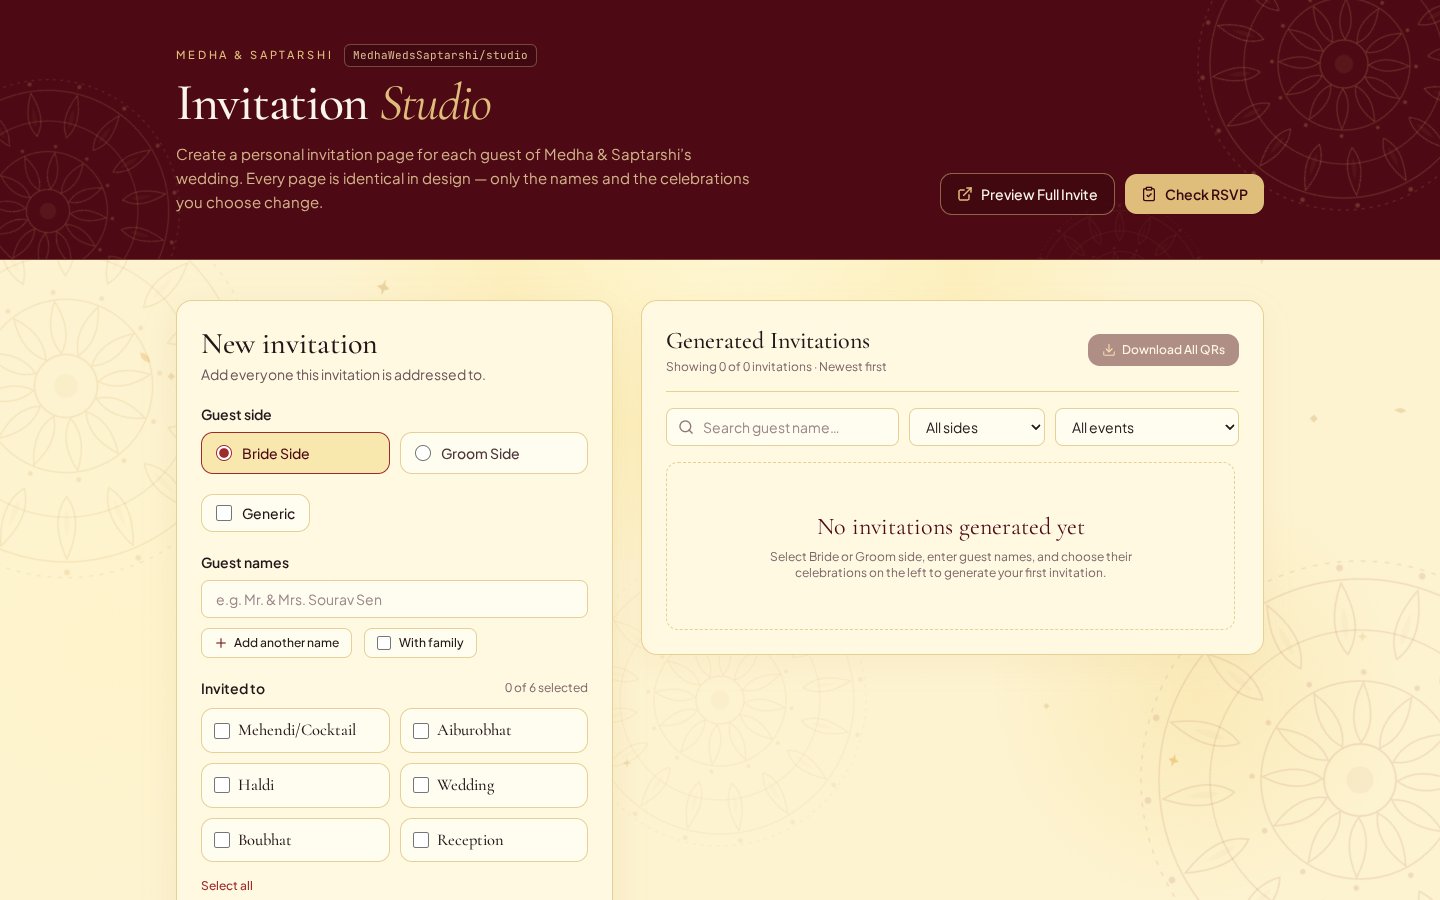 MEDHA & SAPTARSHI
MedhaWedsSaptarshi/studio
Invitation Studio
Create a personal invitation page for each guest of Medha & Saptarshi's
wedding. Every page is identical in design — only the names and the celebrations
you choose change.
Preview Full Invite
Check RSVP
New invitation
Add everyone this invitation is addressed to.
Guest side
Bride Side
Groom Side
Generic
Guest names
e.g. Mr. & Mrs. Sourav Sen
Add another name
With family
Invited to
0 of 6 selected
Mehendi/Cocktail
Aiburobhat
Haldi
Wedding
Boubhat
Reception
Select all
Generated Invitations
Showing 0 of 0 invitations · Newest first
Download All QRs
Search guest name...
All sides
All events
No invitations generated yet
Select Bride or Groom side, enter guest names, and choose their
celebrations on the left to generate your first invitation.